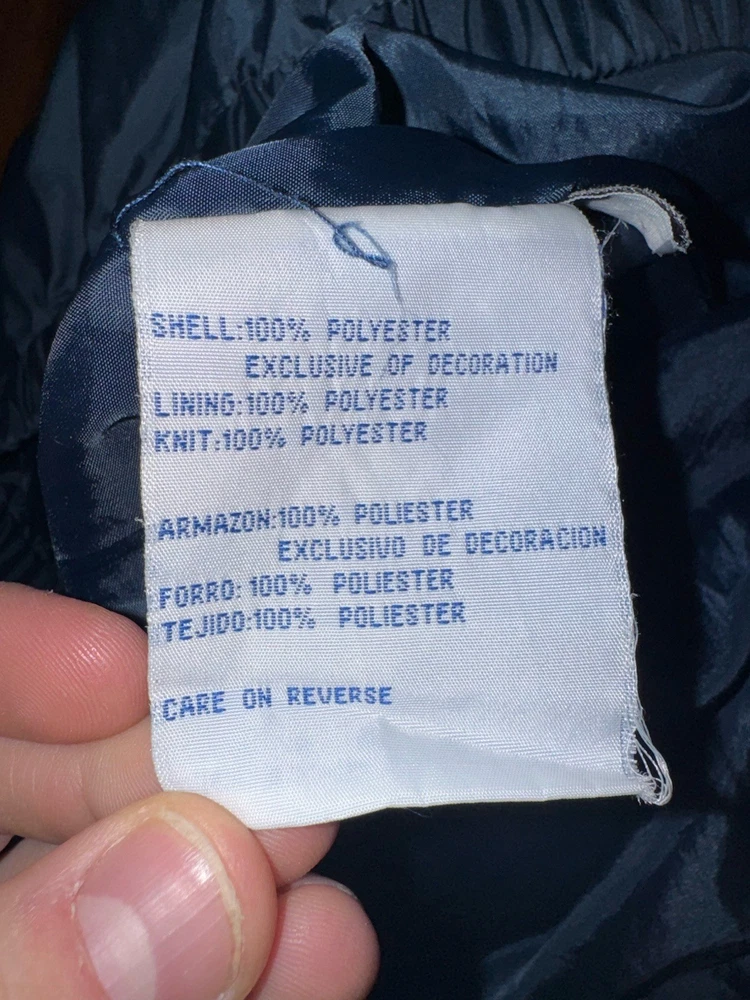 SHELL:100% POLYESTER
EXCLUSIVE OF DECORATION
LINING:100% POLYESTER
KNIT:100% POLYESTER
ARMAZON:100% POLIESTER
EXCLUSIVO DE DECORACION
FORRO: 100% POLIESTER
TEJIDO:100% POLIESTER
CARE ON REVERSE